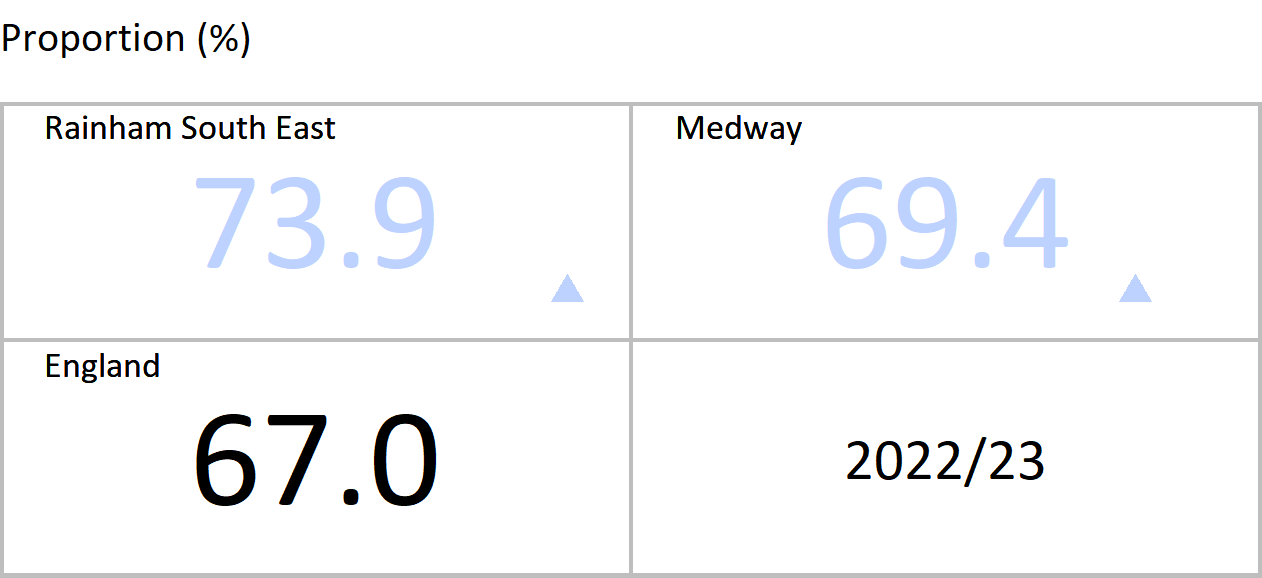 Proportion (%)
Rainham South East
73.9
Medway
69.4
England
67.0
2022/23